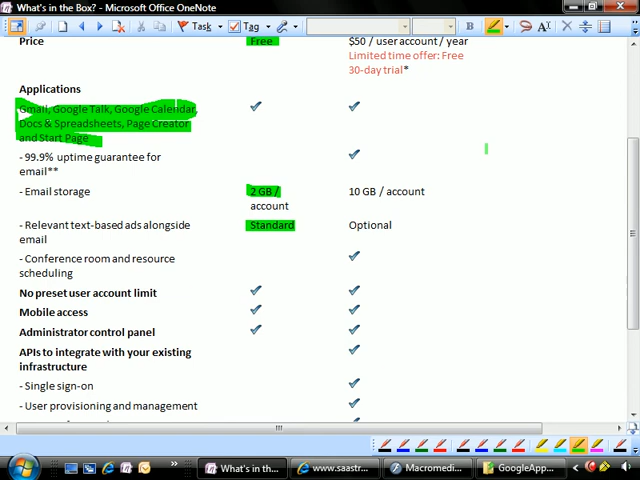 What's in the Box? - Microsoft Office OneNote
Task
Tag
B
Price
Free
$50 / user account / year
Limited time offer: Free
30-day trial*
Applications
Gmail, Google Talk, Google Calendar,
Docs & Spreadsheets, Page Creator
and Start Page
- 99.9% uptime guarantee for
email**
- Email storage
2 GB /
account
10 GB / account
- Relevant text-based ads alongside
email
Standard
Optional
- Conference room and resource
scheduling
No preset user account limit
Mobile access
Administrator control panel
APIs to integrate with your existing
infrastructure
- Single sign-on
- User provisioning and management
What's in the...
www.saastr...
Macromedi...
GoogleApp...